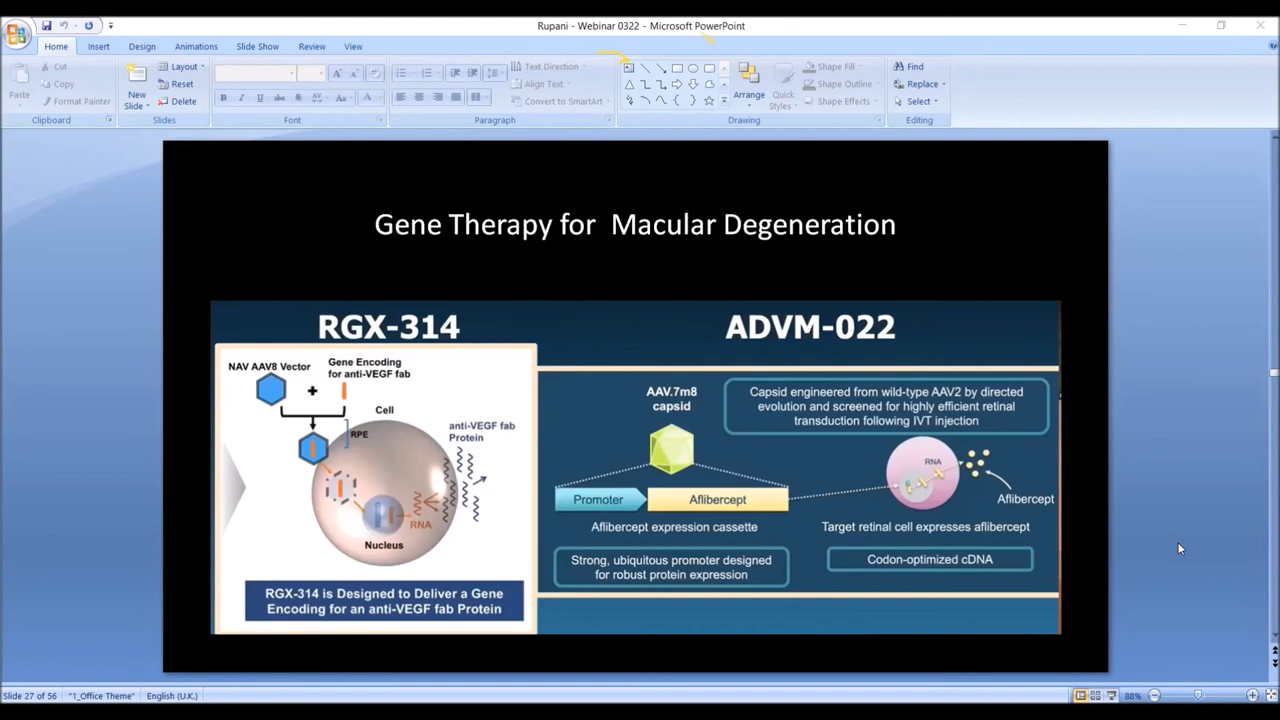 Rupani - Webinar 0322 - Microsoft PowerPoint
Home Insert Design Animations Slide Show Review View
Paste
Cut
Copy
Format Painter
Clipboard
New Slide
Layout
Reset
Delete
Slides
B I U S AV Aa A
Font
Text Direction
Align Text
Convert to SmartArt
Paragraph
Arrange
Quick Styles
Shape Fill
Shape Outline
Shape Effects
Drawing
Find
Replace
Select
Editing
Gene Therapy for Macular Degeneration
RGX-314
NAV AAV8 Vector
+
Gene Encoding
for anti-VEGF fab
Cell
RPE
anti-VEGF fab
Protein
RNA
Nucleus
RGX-314 is Designed to Deliver a Gene
Encoding for an anti-VEGF fab Protein
ADVM-022
AAV.7m8
capsid
Capsid engineered from wild-type AAV2 by directed
evolution and screened for highly efficient retinal
transduction following IVT injection
Promoter
Aflibercept
RNA
Aflibercept
Aflibercept expression cassette
Target retinal cell expresses aflibercept
Strong, ubiquitous promoter designed
for robust protein expression
Codon-optimized cDNA
Slide 27 of 56 "1_Office Theme" English (U.K.) 88%